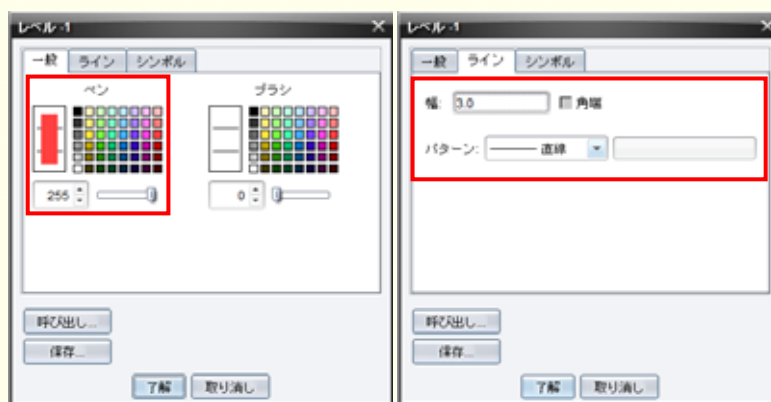 レベル -1
一般 ライン シンボル
ペン ブラシ
255 0
呼び出し...
保存...
了解 取り消し
レベル -1
一般 ライン シンボル
幅: 3.0 角端
パターン: 直線
呼び出し...
保存...
了解 取り消し